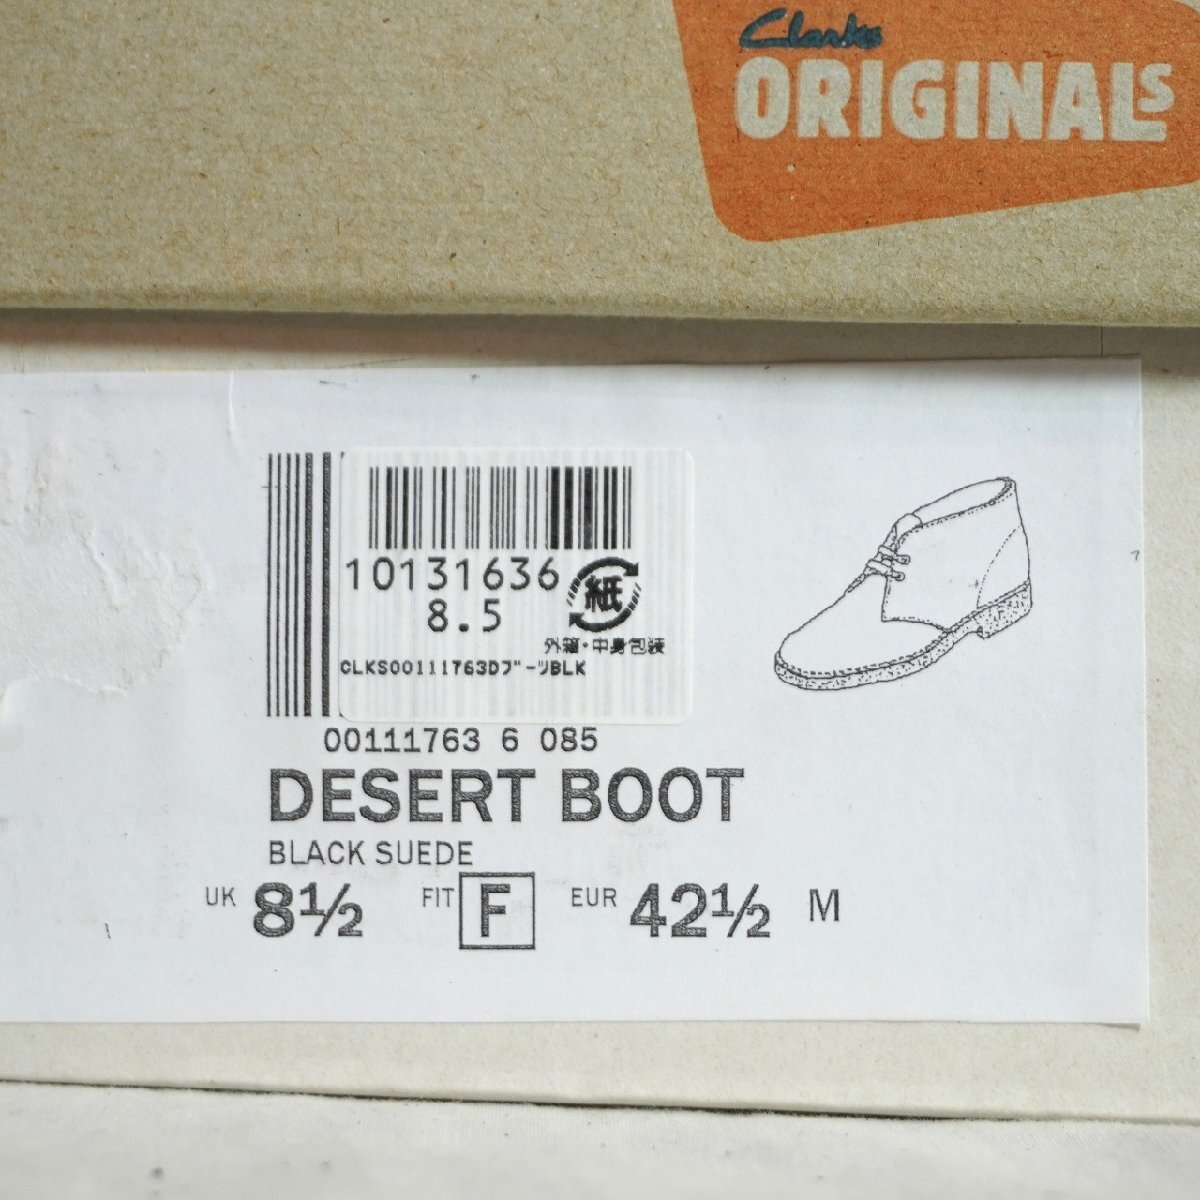 Clarks
ORIGINALS
10131636
8.5
紙
外箱・中身包装
CLKS00111763Dブーツ BLK
00111763 6 085
DESERT BOOT
BLACK SUEDE
UK 8½ FIT F EUR 42½ M